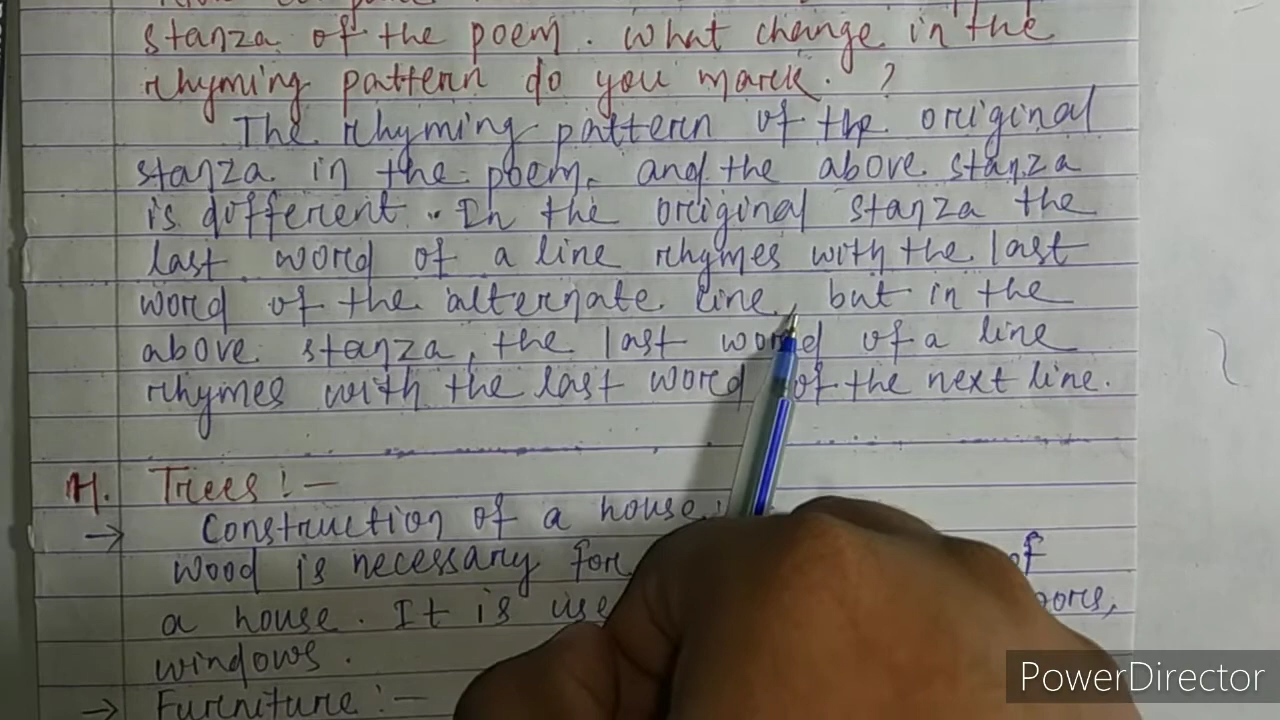 stanza of the poem. What change in the
rhyming pattern do you mark. ?
The rhyming pattern of the original
stanza in the poem. and the above stanza
is different. In the original stanza the
last word of a line rhymes with the last
word of the alternate line, but in the
above stanza, the last word of a line
rhymes with the last word of the next line.
H. Trees :-
→ Construction of a house:
Wood is necessary for of
a house. It is use oors,
windows.
→ Furniture :-
PowerDirector